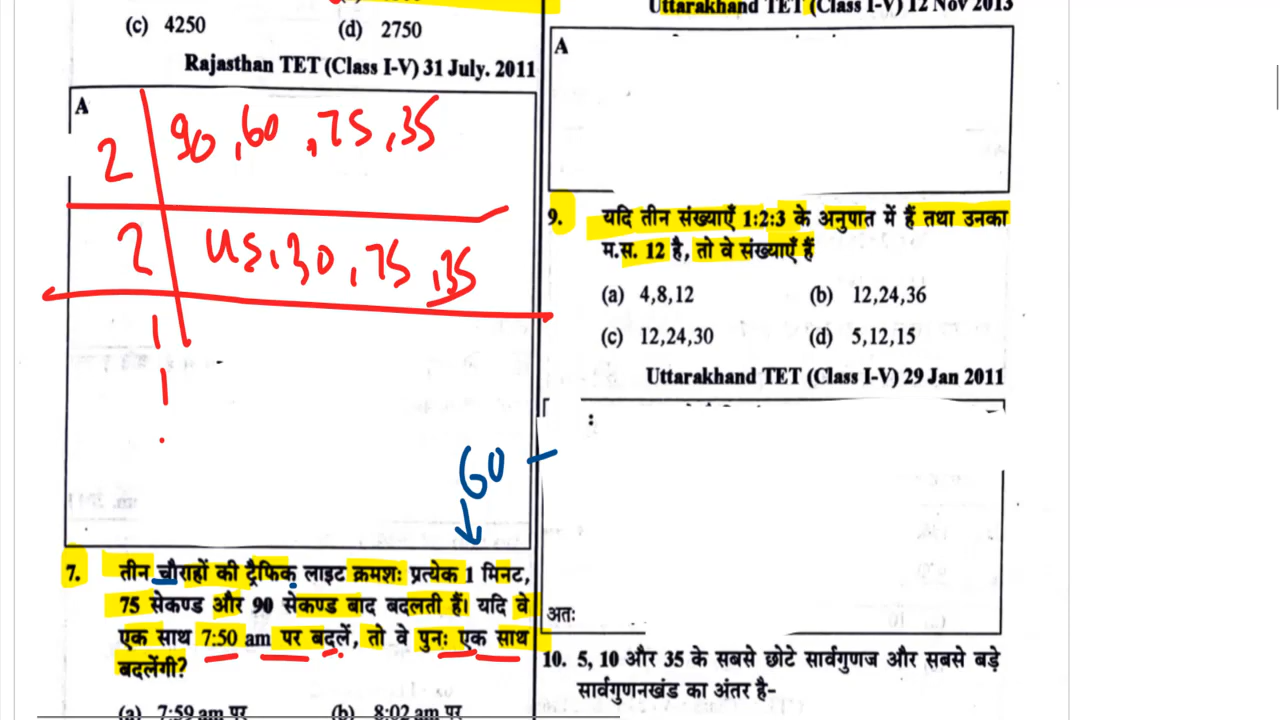 (c) 4250
(d) 2750
Rajasthan TET (Class I-V) 31 July. 2011
A
2 90, 60, 75, 35
2 45, 30, 75, 35
1
1
60
7. तीन चौराहों की ट्रैफिक लाइट क्रमशः प्रत्येक 1 मिनट,
75 सेकण्ड और 90 सेकण्ड बाद बदलती हैं। यदि वे
एक साथ 7:50 am पर बदलें, तो वे पुनः एक साथ
बदलेंगी?
(a) 7:59 am पर
(b) 8:02 am पर
Uttarakhand TET (Class I-V) 12 Nov 2013
A
9. यदि तीन संख्याएँ 1:2:3 के अनुपात में हैं तथा उनका
म.स. 12 है, तो वे संख्याएँ हैं
(a) 4,8,12
(b) 12,24,36
(c) 12,24,30
(d) 5,12,15
Uttarakhand TET (Class I-V) 29 Jan 2011
:
अतः
10. 5, 10 और 35 के सबसे छोटे सार्वगुणज और सबसे बड़े
सार्वगुणनखंड का अंतर है-